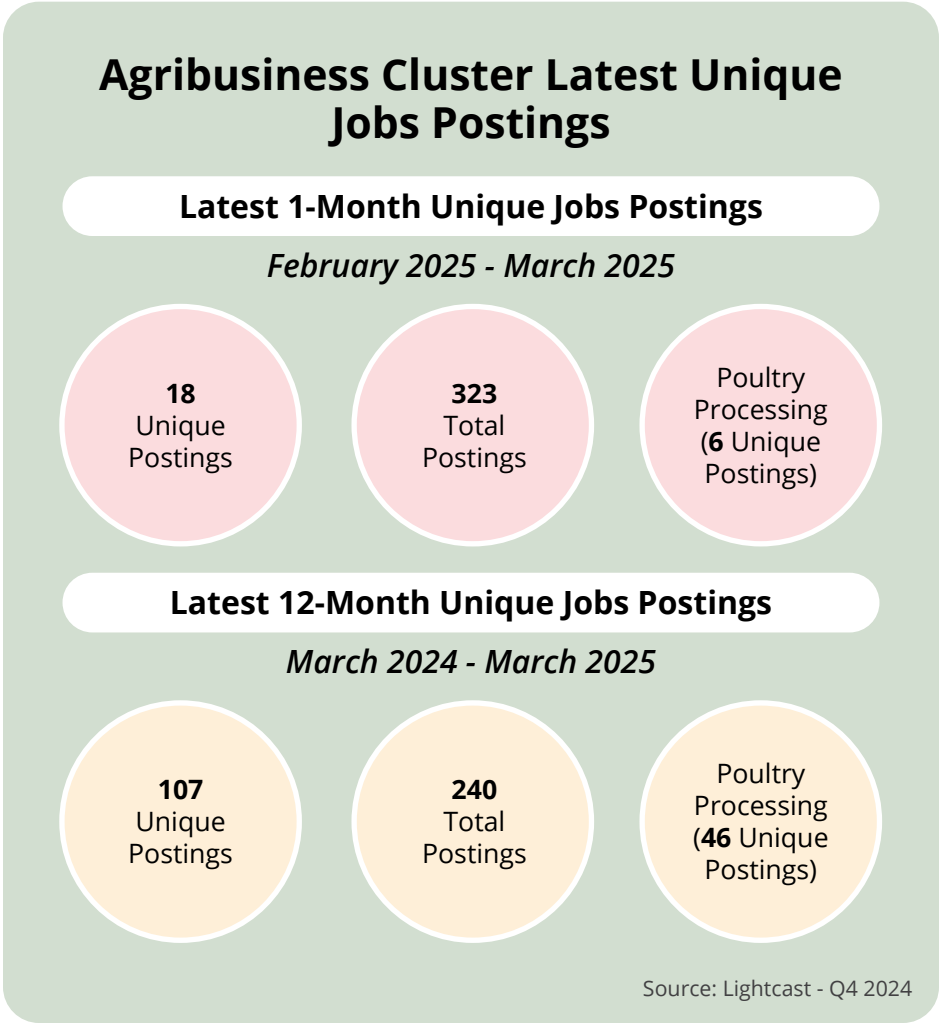 Agribusiness Cluster Latest Unique
Jobs Postings
Latest 1-Month Unique Jobs Postings
February 2025 - March 2025
18
Unique
Postings
323
Total
Postings
Poultry
Processing
(6 Unique
Postings)
Latest 12-Month Unique Jobs Postings
March 2024 - March 2025
107
Unique
Postings
240
Total
Postings
Poultry
Processing
(46 Unique
Postings)
Source: Lightcast - Q4 2024